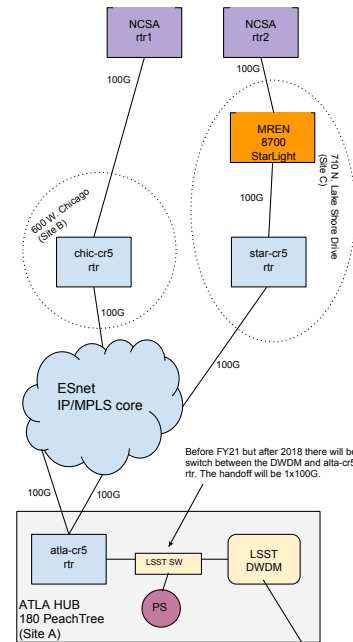 NCSA
rtr1
NCSA
rtr2
100G
100G
MREN
8700
StarLight
710 N. Lake Shore Drive
(Site C)
600 W. Chicago
(Site B)
100G
chic-cr5
rtr
star-cr5
rtr
100G
100G
ESnet
IP/MPLS core
Before FY21 but after 2018 there will be
switch between the DWDM and alta-cr5
rtr. The handoff will be 1x100G.
100G
100G
atla-cr5
rtr
LSST SW
LSST
DWDM
PS
ATLA HUB
180 PeachTree
(Site A)